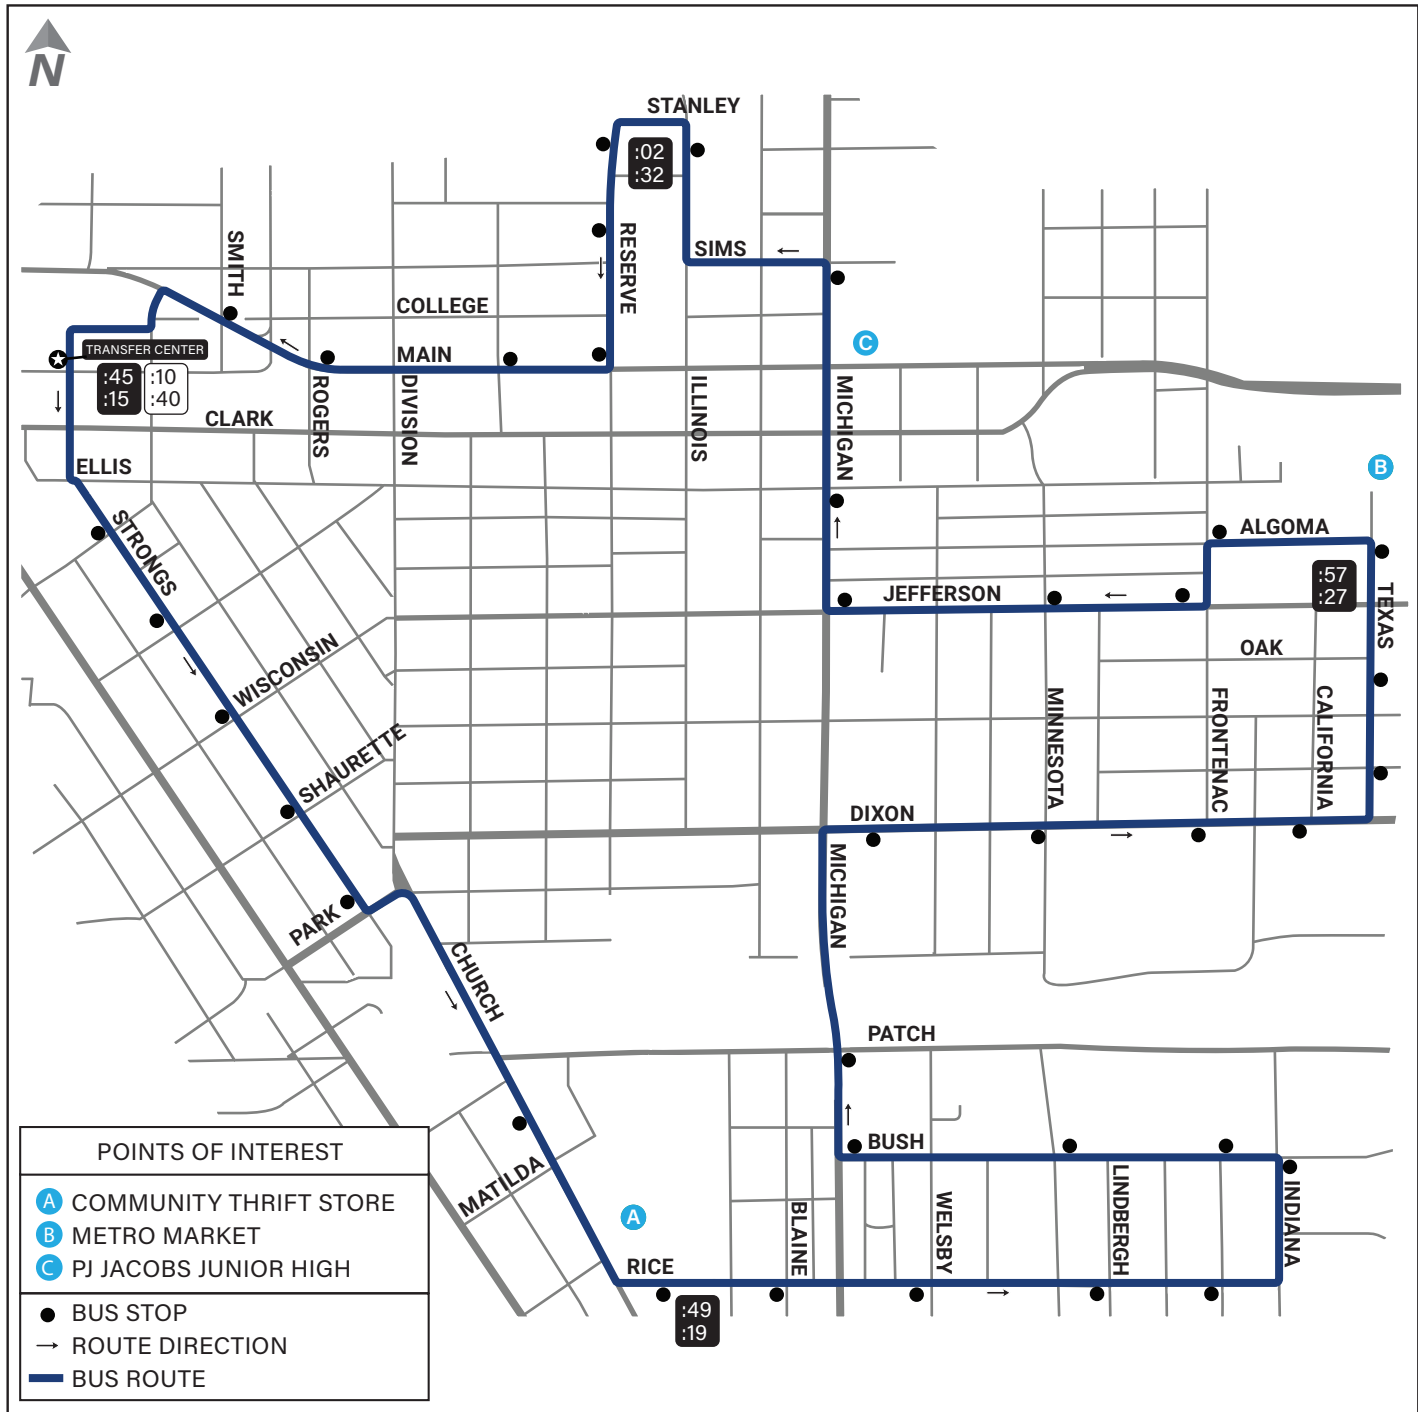 N
STANLEY
:02
:32
SMITH
RESERVE
SIMS
COLLEGE
MAIN
TRANSFER CENTER
:45
:15
:10
:40
ROGERS
DIVISION
ILLINOIS
MICHIGAN
C
CLARK
ELLIS
B
STRONGS
ALGOMA
:57
:27
JEFFERSON
TEXAS
OAK
WISCONSIN
MINNESOTA
FRONTENAC
CALIFORNIA
SHAURETTE
DIXON
MICHIGAN
PARK
CHURCH
PATCH
BUSH
MATILDA
A
BLAINE
WELSBY
LINDBERGH
INDIANA
RICE
:49
:19
POINTS OF INTEREST
A COMMUNITY THRIFT STORE
B METRO MARKET
C PJ JACOBS JUNIOR HIGH
BUS STOP
ROUTE DIRECTION
BUS ROUTE